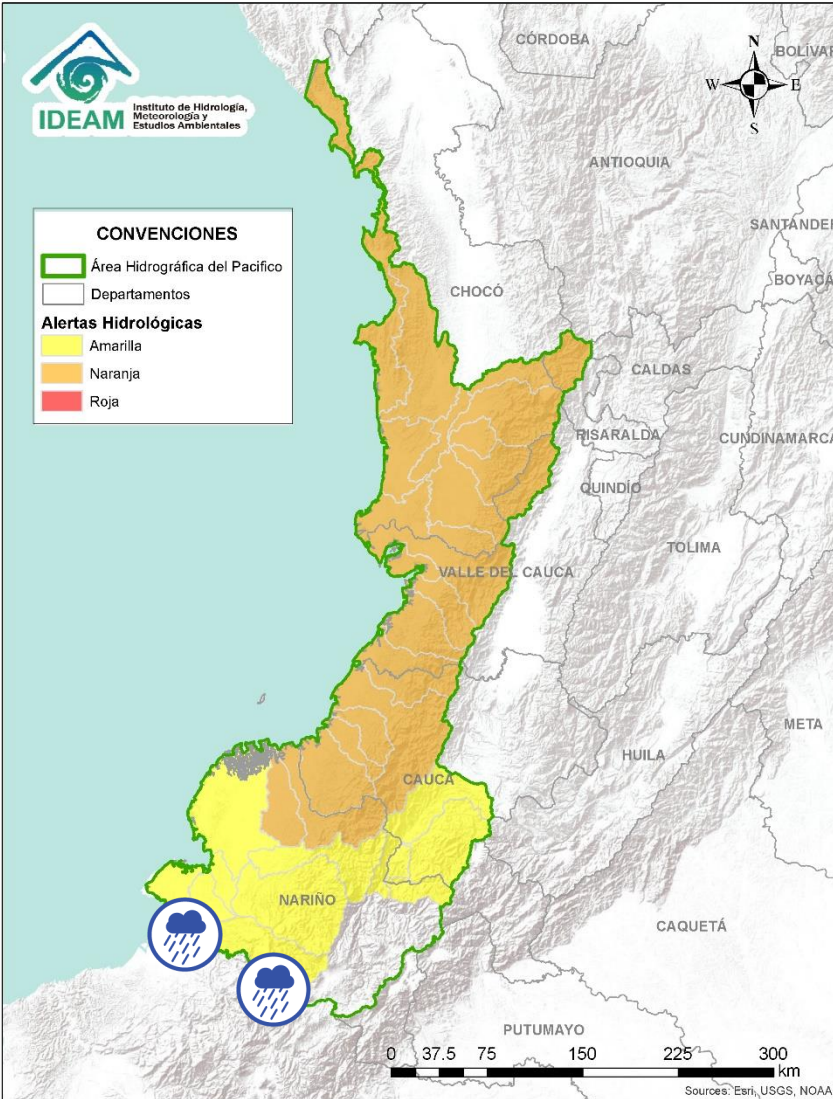 IDEAM
Instituto de Hidrología,
Meteorología y
Estudios Ambientales
CÓRDOBA
BOLÍVAR
N
W E
S
ANTIOQUIA
SANTANDER
BOYACÁ
CONVENCIONES
Área Hidrográfica del Pacifico
Departamentos
Alertas Hidrológicas
Amarilla
Naranja
Roja
CHOCÓ
CALDAS
RISARALDA
CUNDINAMARCA
QUINDÍO
TOLIMA
VALLE DEL CAUCA
META
HUILA
CAUCA
NARIÑO
CAQUETÁ
PUTUMAYO
0 37.5 75 150 225 300
km
Sources: Esri, USGS, NOAA